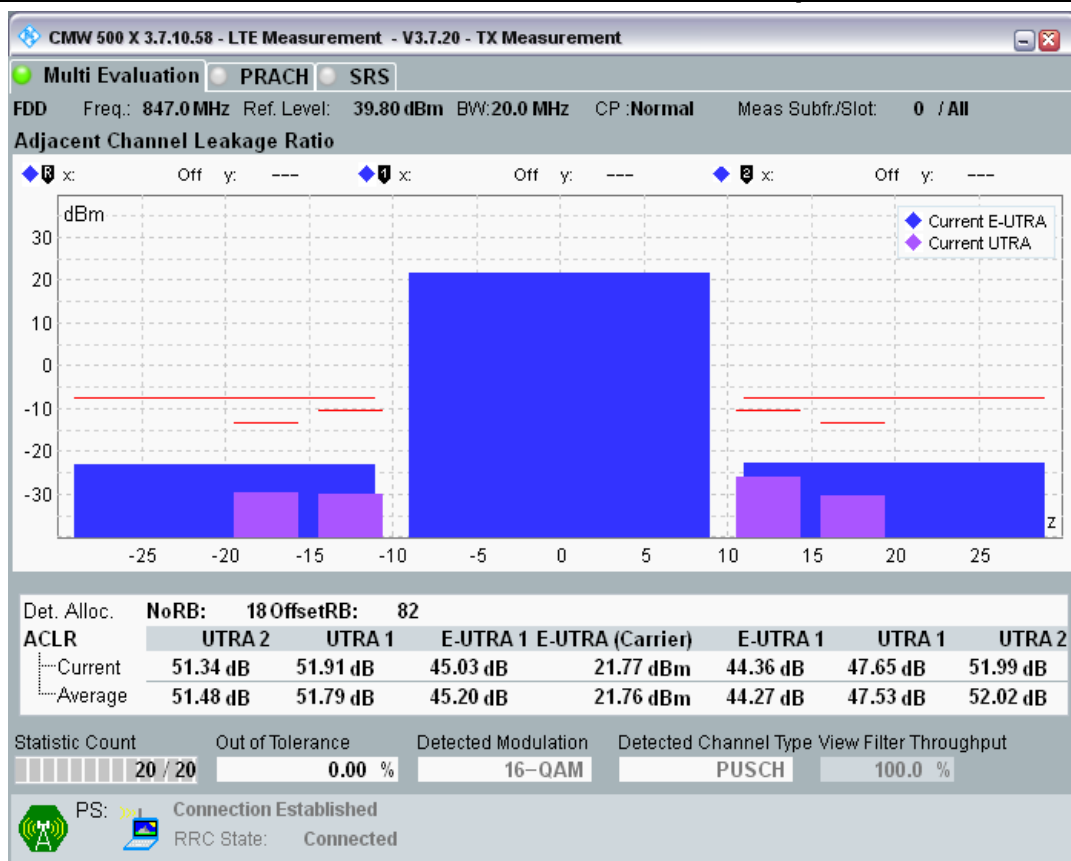 CMW 500 X 3.7.10.58 - LTE Measurement - V3.7.20 - TX Measurement
Multi Evaluation PRACH SRS
FDD Freq.: 847.0 MHz Ref. Level: 39.80 dBm BW:20.0 MHz CP :Normal Meas Subfr./Slot: 0 / All
Adjacent Channel Leakage Ratio
R x: Off y: --- 1 x: Off y: --- 2 x: Off y: ---
dBm
Current E-UTRA
Current UTRA
30
20
10
0
-10
-20
-30
z
-25 -20 -15 -10 -5 0 5 10 15 20 25
Det. Alloc. NoRB: 18 OffsetRB: 82
ACLR UTRA 2 UTRA 1 E-UTRA 1 E-UTRA (Carrier) E-UTRA 1 UTRA 1 UTRA 2
Current 51.34 dB 51.91 dB 45.03 dB 21.77 dBm 44.36 dB 47.65 dB 51.99 dB
Average 51.48 dB 51.79 dB 45.20 dB 21.76 dBm 44.27 dB 47.53 dB 52.02 dB
Statistic Count Out of Tolerance Detected Modulation Detected Channel Type View Filter Throughput
20 / 20 0.00 % 16-QAM PUSCH 100.0 %
PS: Connection Established
RRC State: Connected